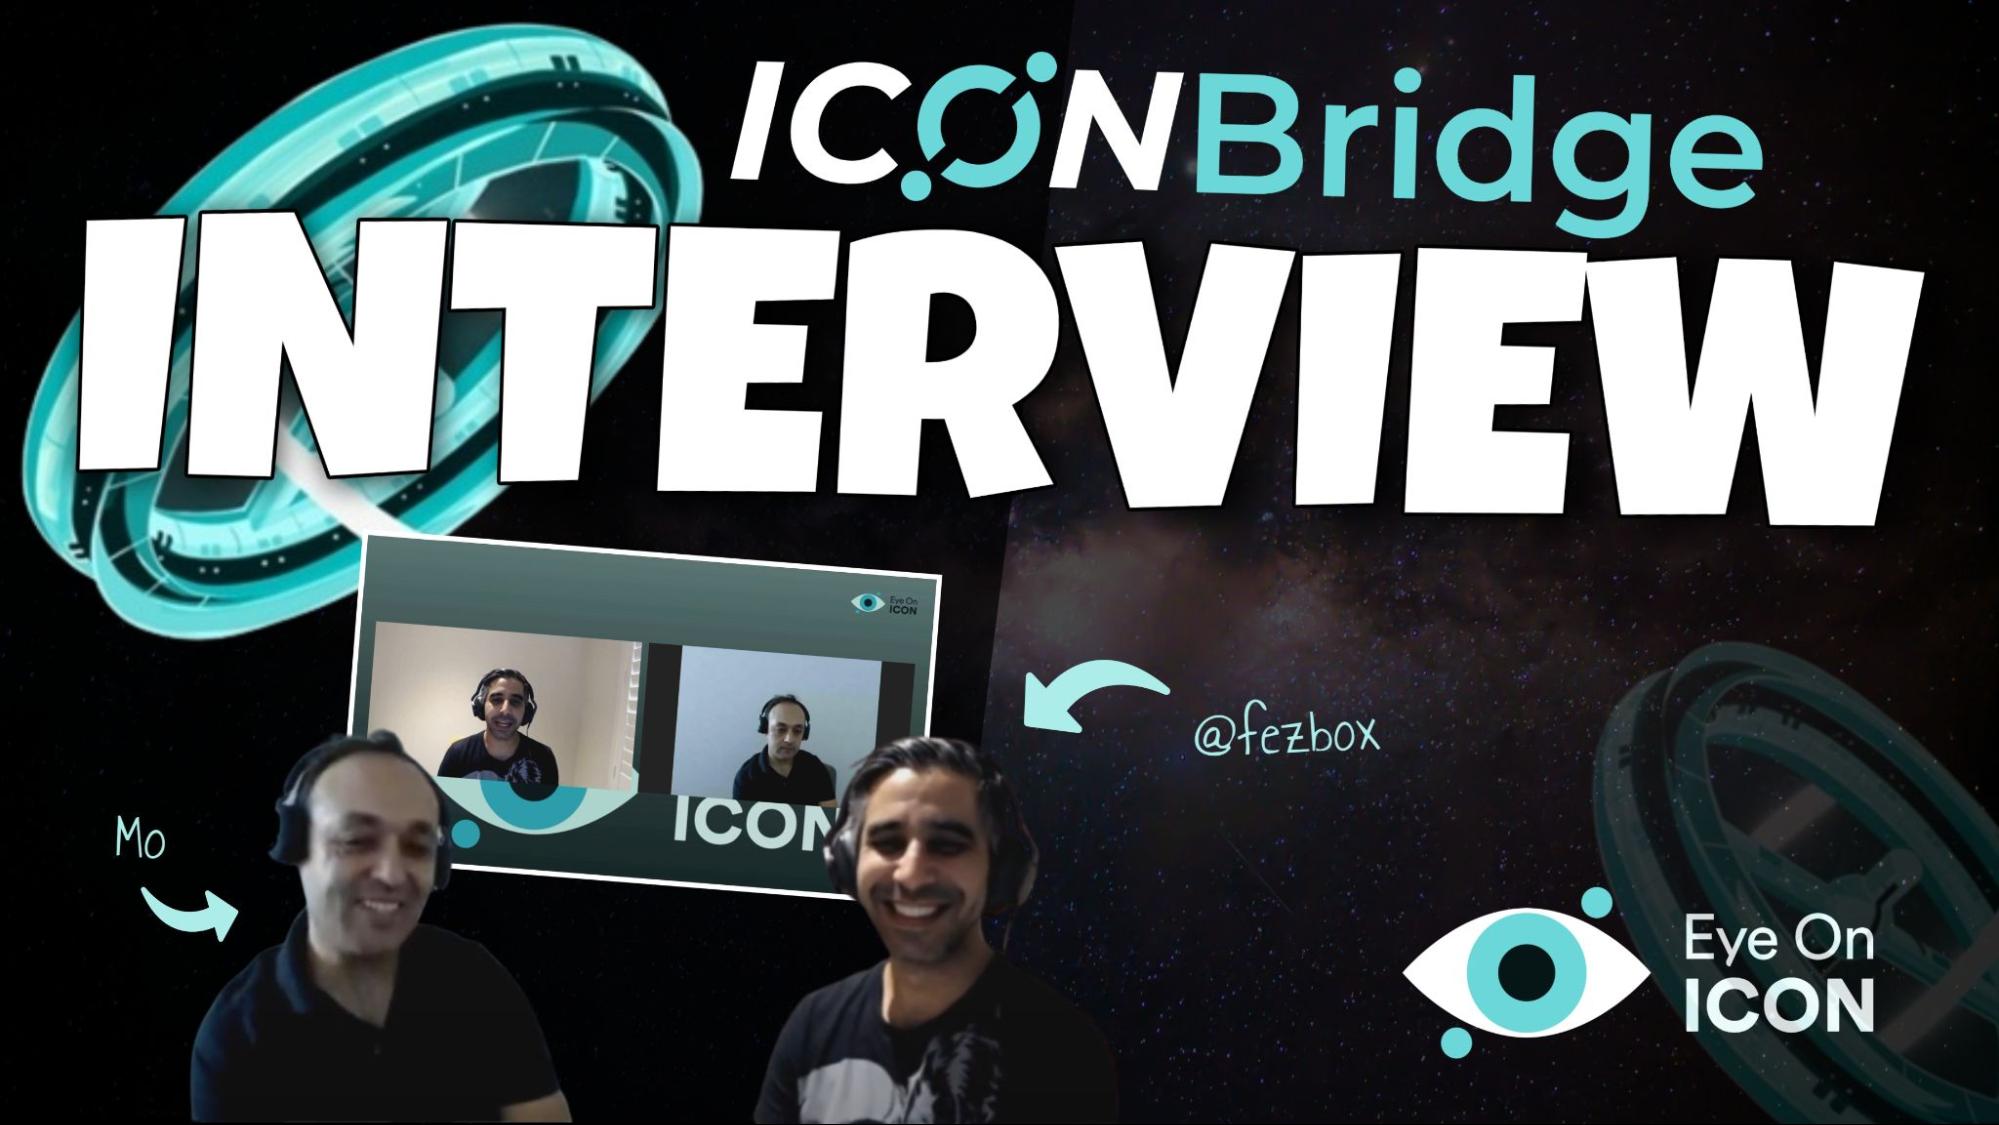 ICONBridge
INTERVIEW
Eye On
ICON
ICON
@fezbox
Mo
Eye On
ICON